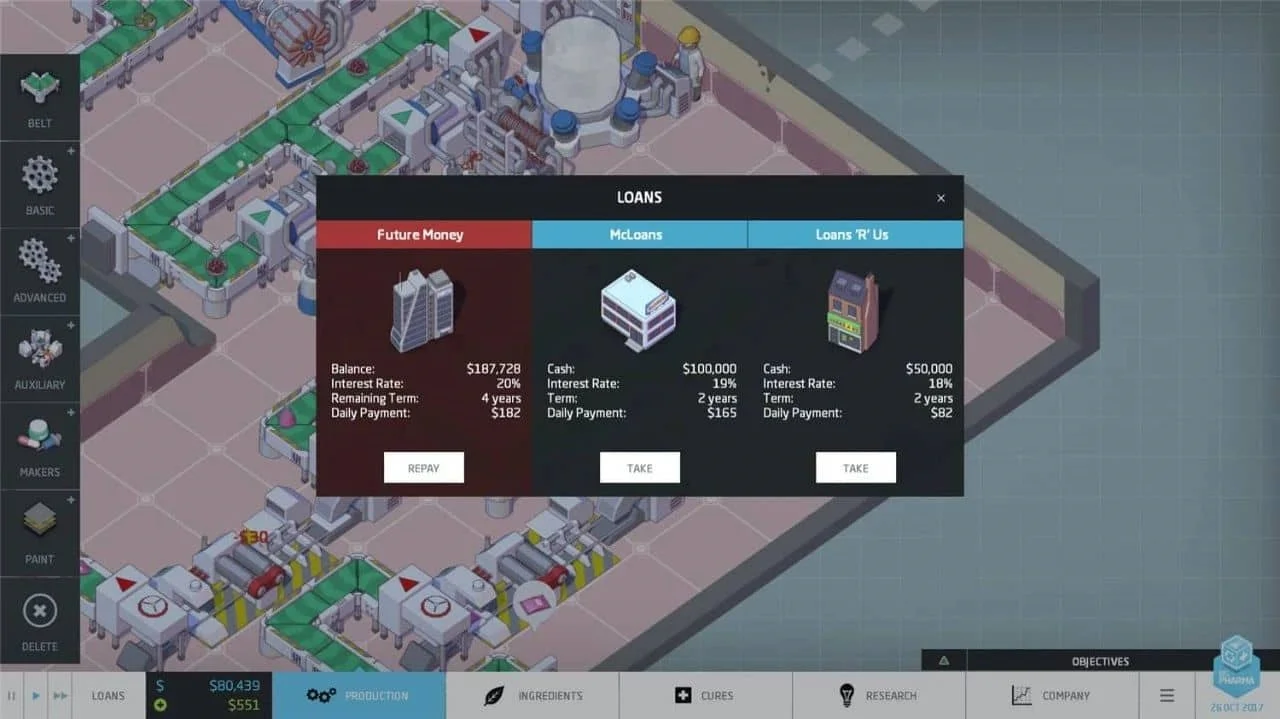 LOANS
Future Money
McLoans
Loans 'R' Us
Balance: $187,728
Interest Rate: 20%
Remaining Term: 4 years
Daily Payment: $182
REPAY
Cash: $100,000
Interest Rate: 19%
Term: 2 years
Daily Payment: $165
TAKE
Cash: $50,000
Interest Rate: 18%
Term: 2 years
Daily Payment: $82
TAKE
BELT
BASIC
ADVANCED
AUXILIARY
MAKERS
PAINT
DELETE
-$30
OBJECTIVES
LOANS
$ $80,439
$551
PRODUCTION
INGREDIENTS
CURES
RESEARCH
COMPANY
PHARMA
26 OCT 2017